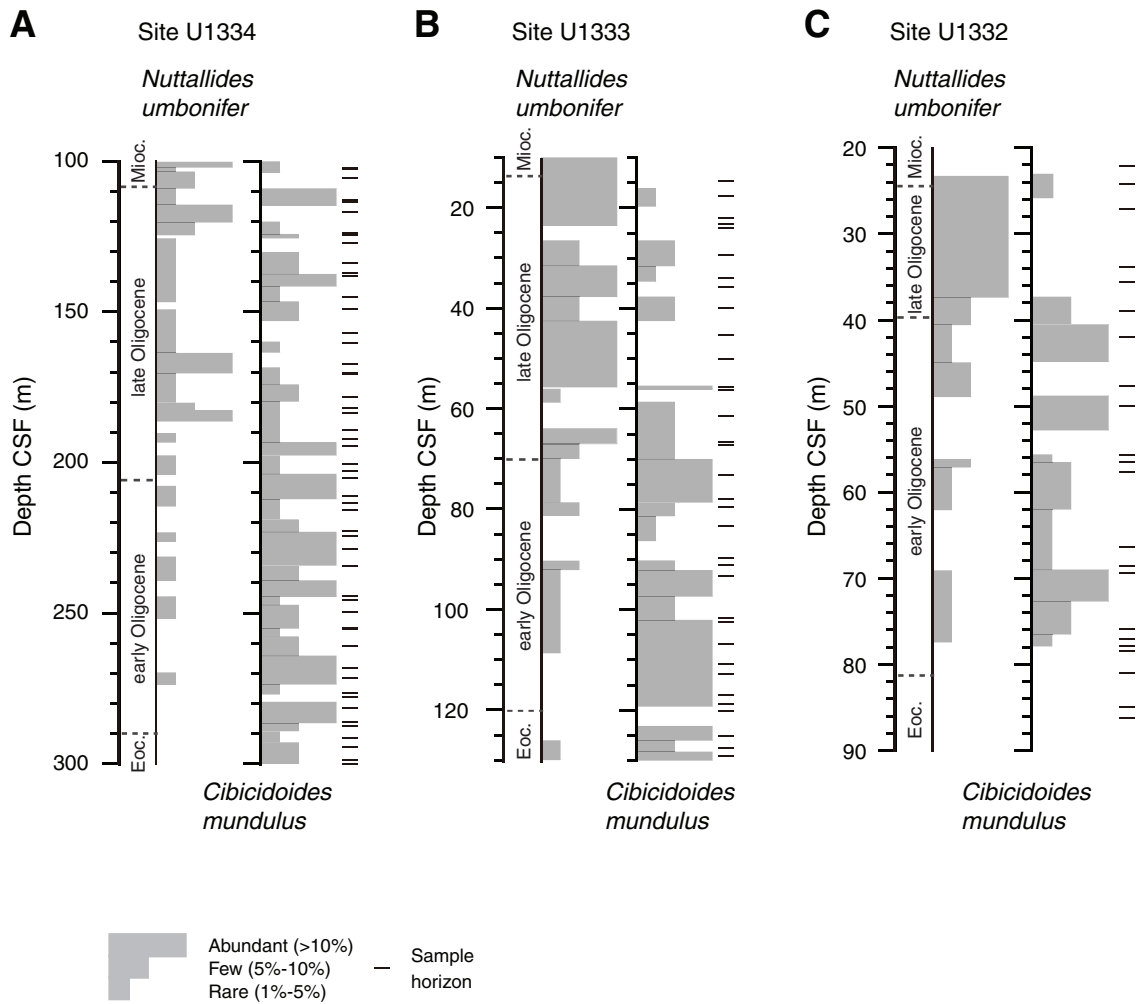 A
Site U1334
Nuttallides
umbonifer
Depth CSF (m)
100
150
200
250
300
Mioc.
late Oligocene
early Oligocene
Eoc.
Cibicidoides
mundulus
B
Site U1333
Nuttallides
umbonifer
Depth CSF (m)
20
40
60
80
100
120
Mioc.
late Oligocene
early Oligocene
Eoc.
Cibicidoides
mundulus
C
Site U1332
Nuttallides
umbonifer
Depth CSF (m)
20
30
40
50
60
70
80
90
Mioc.
late Oligocene
early Oligocene
Eoc.
Cibicidoides
mundulus
Abundant (>10%)
Few (5%-10%)
Rare (1%-5%)
Sample
horizon